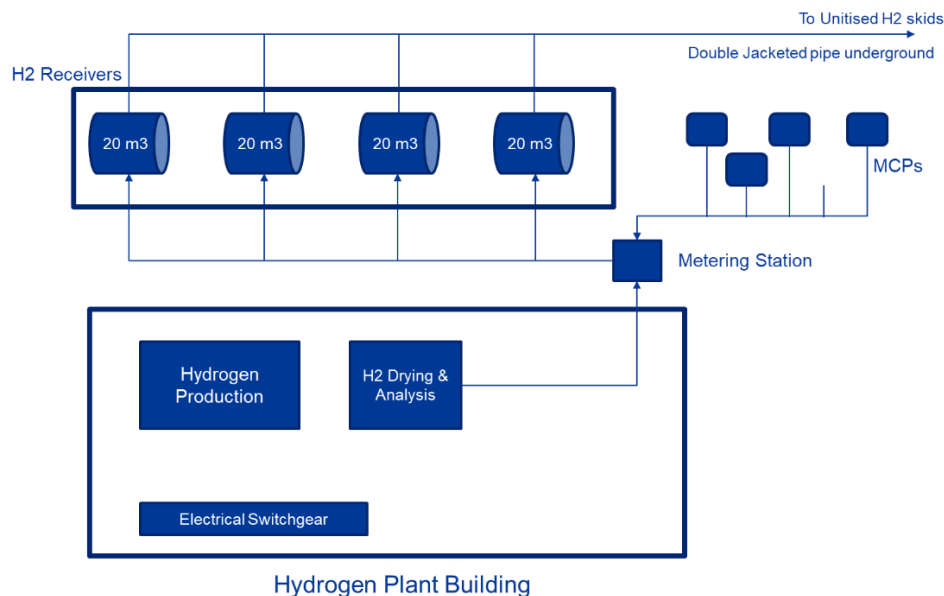 To Unitised H2 skids
Double Jacketed pipe underground
H2 Receivers
20 m3
20 m3
20 m3
20 m3
MCPs
Metering Station
Hydrogen
Production
H2 Drying &
Analysis
Electrical Switchgear
Hydrogen Plant Building